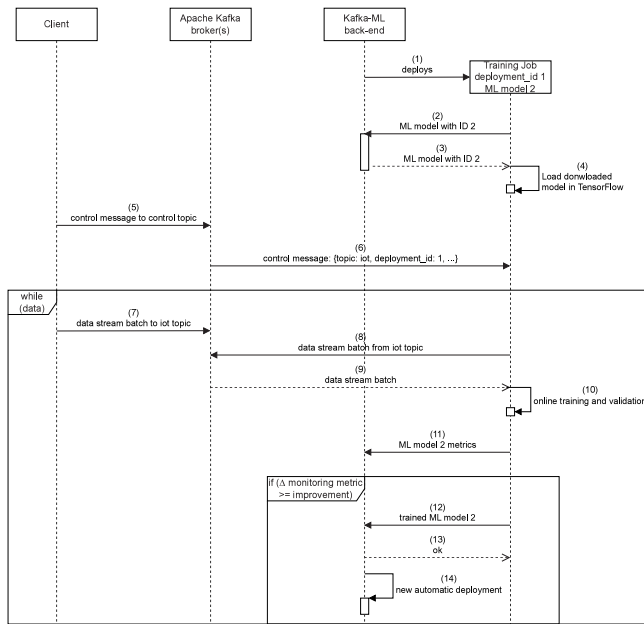 Client
Apache Kafka
broker(s)
Kafka-ML
back-end
(1)
deploys
Training Job
deployment_id 1
ML model 2
(2)
ML model with ID 2
(3)
ML model with ID 2
(4)
Load donwloaded
model in TensorFlow
(5)
control message to control topic
(6)
control message: {topic: iot, deployment_id: 1, ...}
while
(data)
(7)
data stream batch to iot topic
(8)
data stream batch from iot topic
(9)
data stream batch
(10)
online training and validation
(11)
ML model 2 metrics
if (Δ monitoring metric
>= improvement)
(12)
trained ML model 2
(13)
ok
(14)
new automatic deployment